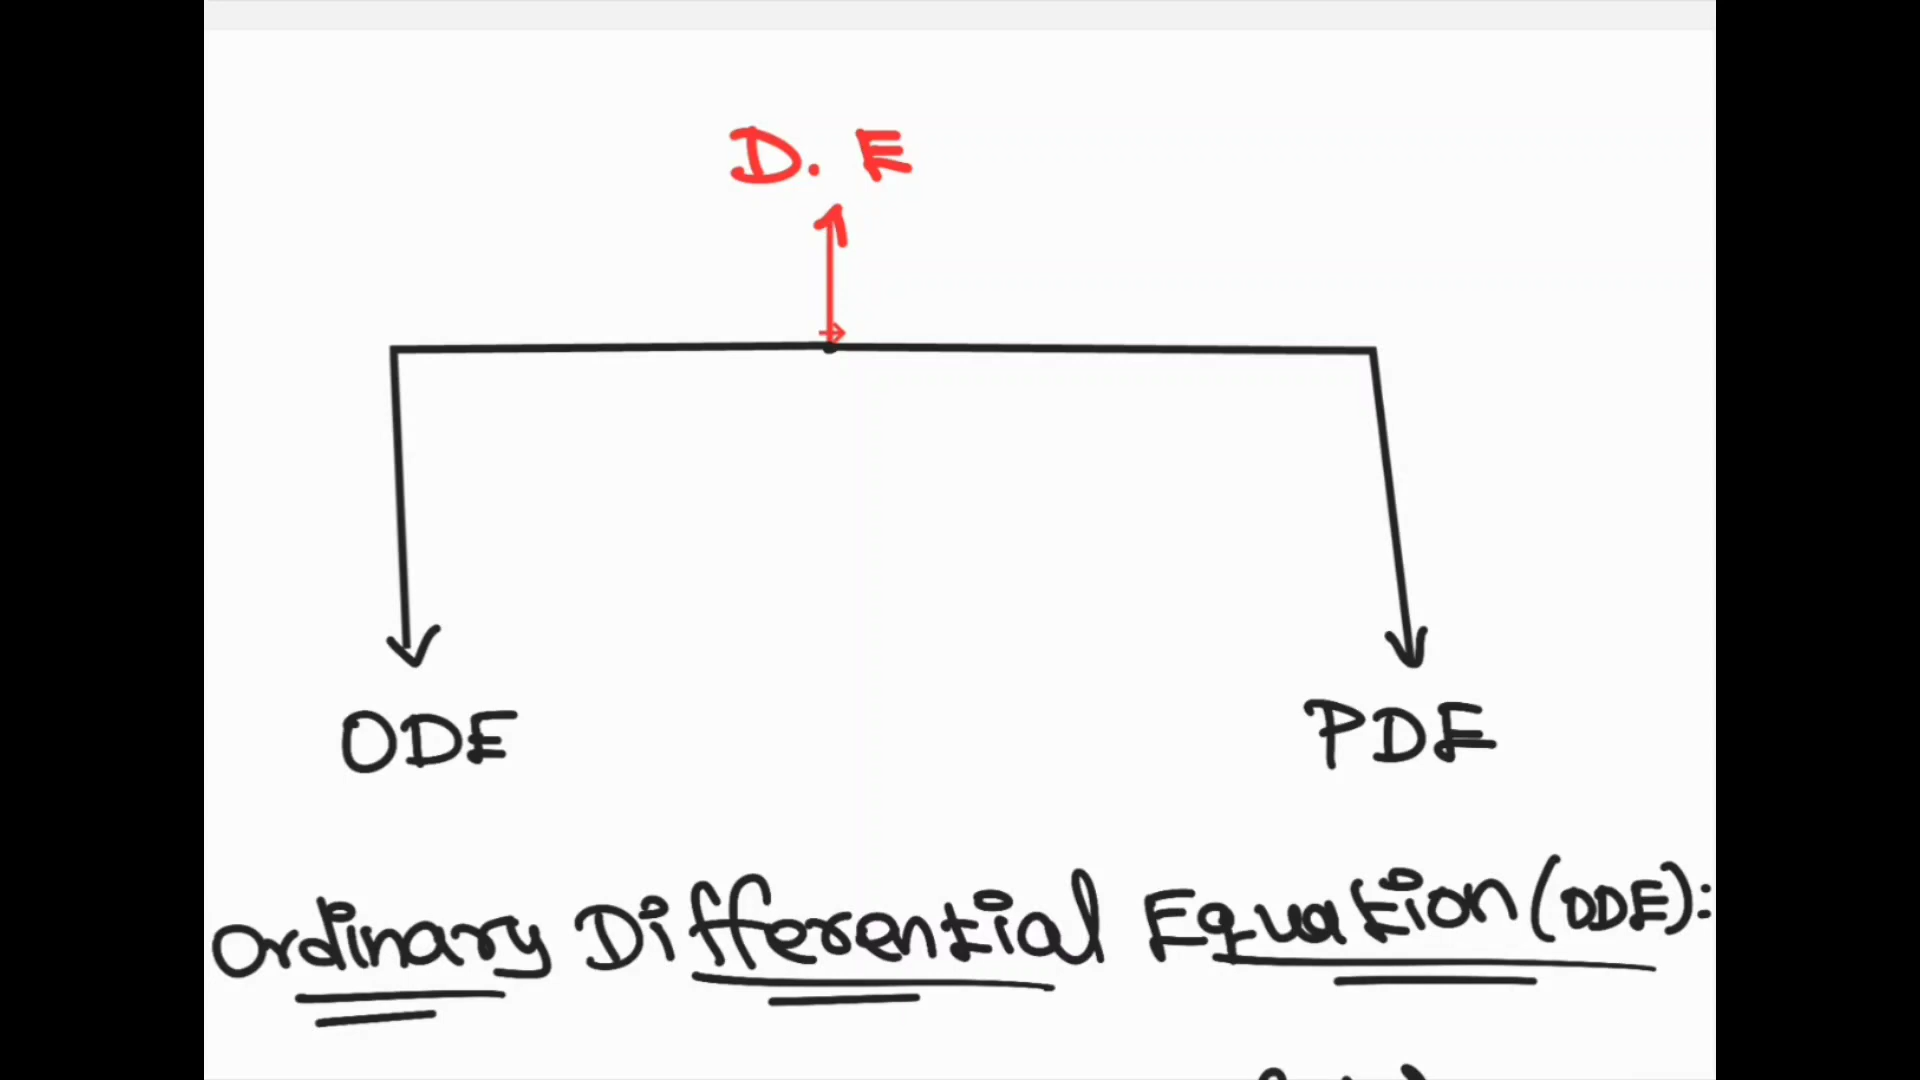 D. E
ODE PDE
Ordinary Differential Equation (ODE):